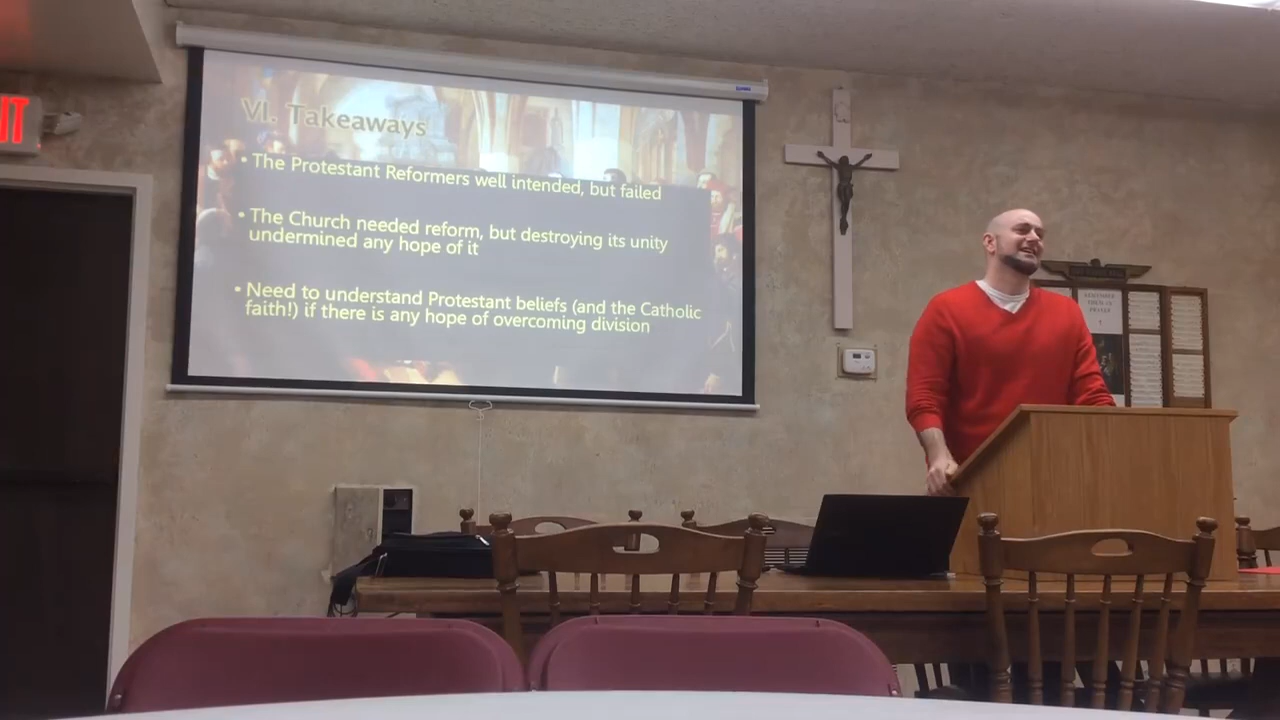 IT
VI. Takeaways
• The Protestant Reformers well intended, but failed
• The Church needed reform, but destroying its unity
undermined any hope of it
• Need to understand Protestant beliefs (and the Catholic
faith!) if there is any hope of overcoming division